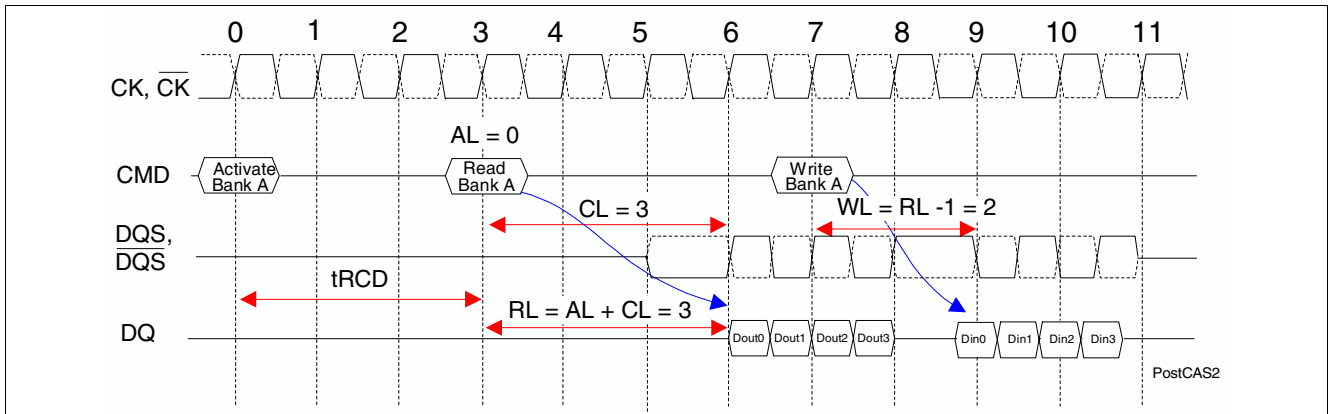 0 1 2 3 4 5 6 7 8 9 10 11
CK, CK
AL = 0
CMD
Activate
Bank A
Read
Bank A
Write
Bank A
CL = 3
WL = RL -1 = 2
DQS,
DQS
tRCD
RL = AL + CL = 3
DQ
Dout0 Dout1 Dout2 Dout3
Din0 Din1 Din2 Din3
PostCAS2